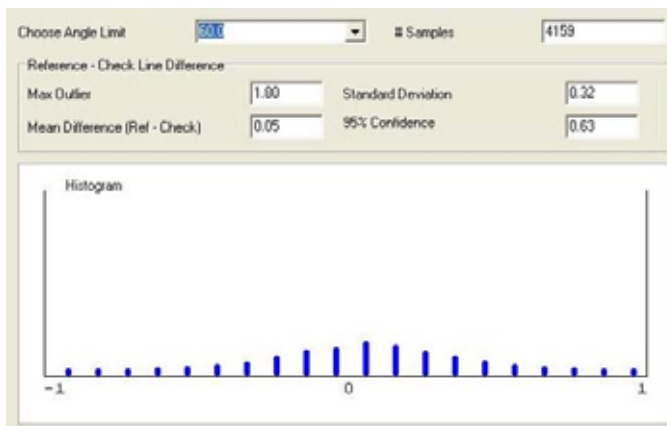 Choose Angle Limit 60.0 # Samples 4159
Reference - Check Line Difference
Max Outlier 1.80 Standard Deviation 0.32
Mean Difference (Ref - Check) 0.05 95% Confidence 0.63
Histogram
-1 0 1